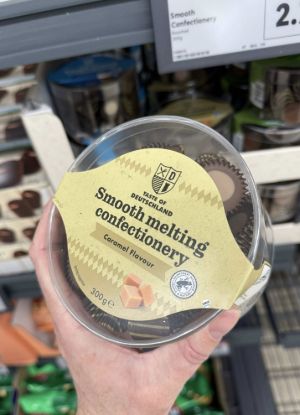 Smooth
Confectionery
2.
TASTE OF
DEUTSCHLAND
Smooth melting
confectionery
Caramel flavour
300g℮